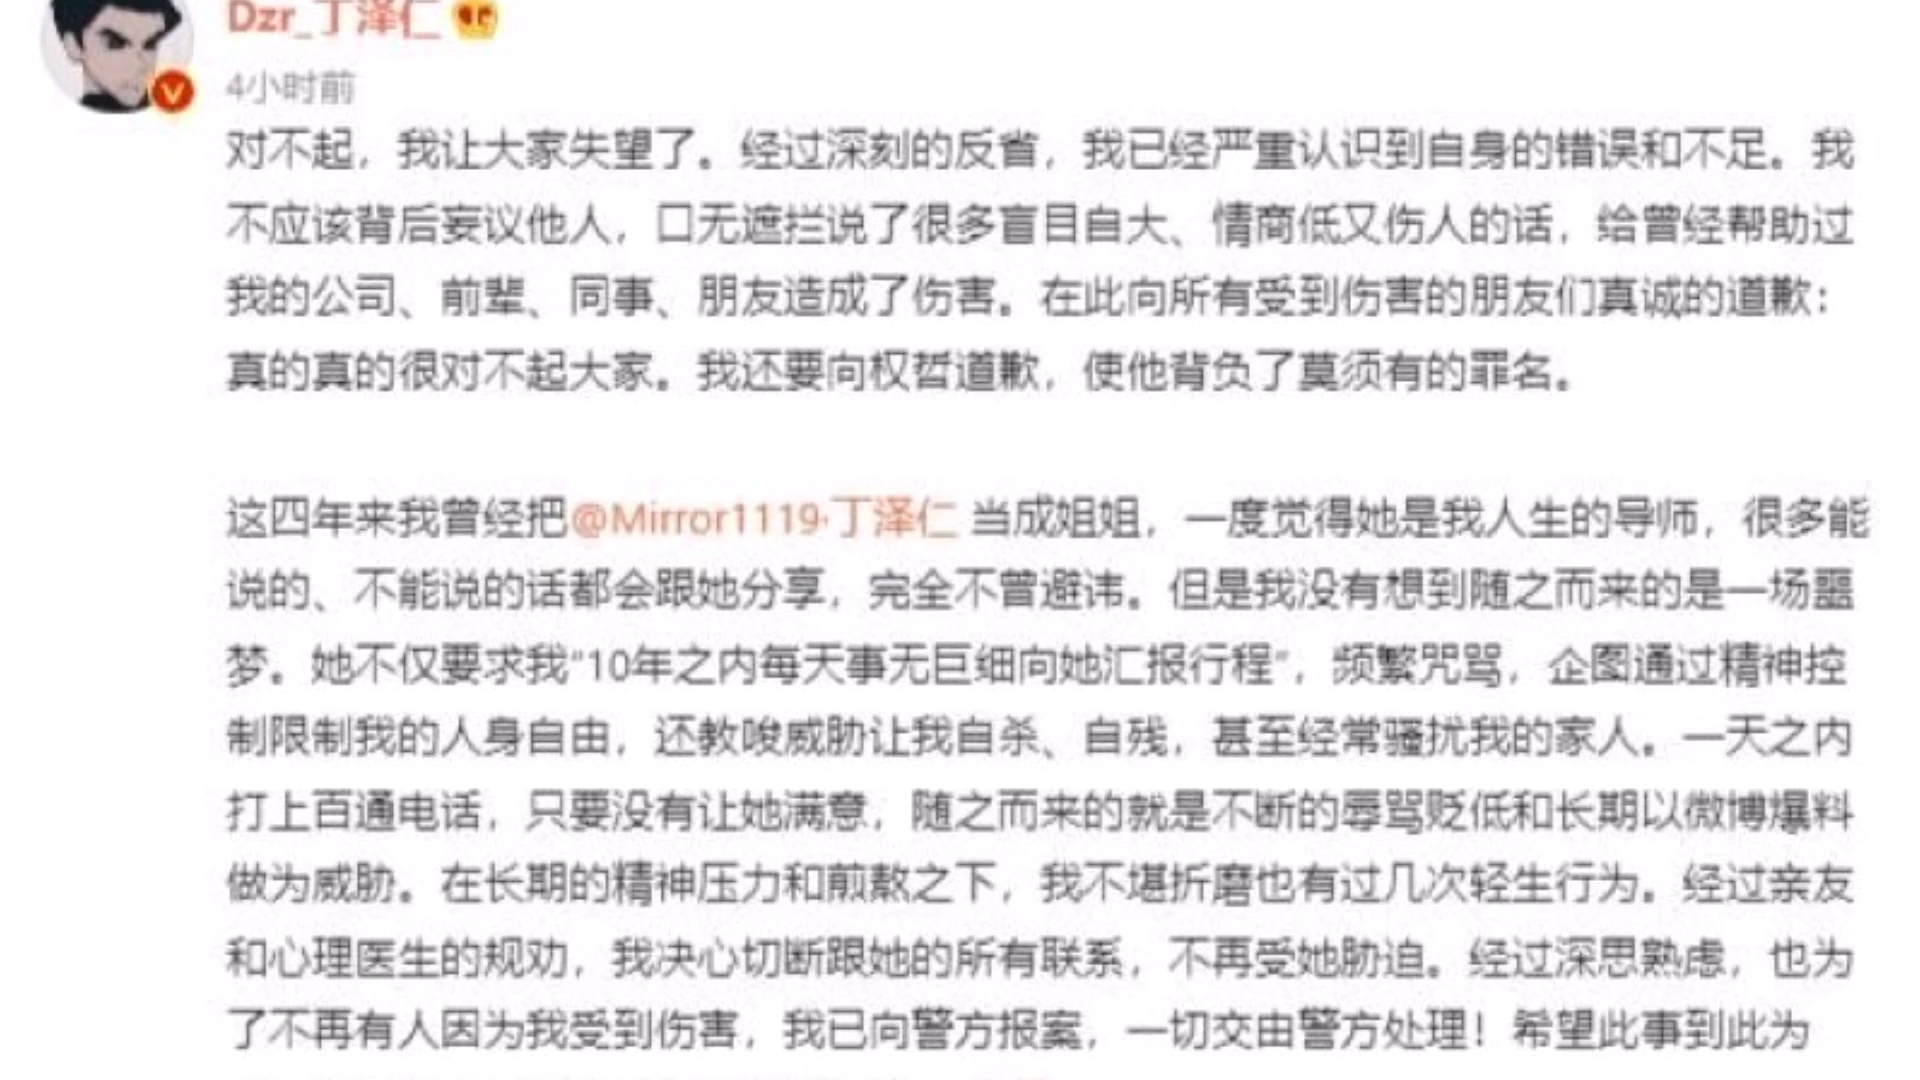 Dzr_丁泽仁
4小时前
对不起，我让大家失望了。经过深刻的反省，我已经严重认识到自身的错误和不足。我
不应该背后妄议他人，口无遮拦说了很多盲目自大、情商低又伤人的话，给曾经帮助过
我的公司、前辈、同事、朋友造成了伤害。在此向所有受到伤害的朋友们真诚的道歉：
真的真的很对不起大家。我还要向权哲道歉，使他背负了莫须有的罪名。
这四年来我曾经把@Mirror1119·丁泽仁 当成姐姐，一度觉得她是我人生的导师，很多能
说的、不能说的话都会跟她分享，完全不曾避讳。但是我没有想到随之而来的是一场噩
梦。她不仅要求我“10年之内每天事无巨细向她汇报行程”，频繁咒骂，企图通过精神控
制限制我的人身自由，还教唆威胁让我自杀、自残，甚至经常骚扰我的家人。一天之内
打上百通电话，只要没有让她满意，随之而来的就是不断的辱骂贬低和长期以微博爆料
做为威胁。在长期的精神压力和煎熬之下，我不堪折磨也有过几次轻生行为。经过亲友
和心理医生的规劝，我决心切断跟她的所有联系，不再受她胁迫。经过深思熟虑，也为
了不再有人因为我受到伤害，我已向警方报案，一切交由警方处理！希望此事到此为